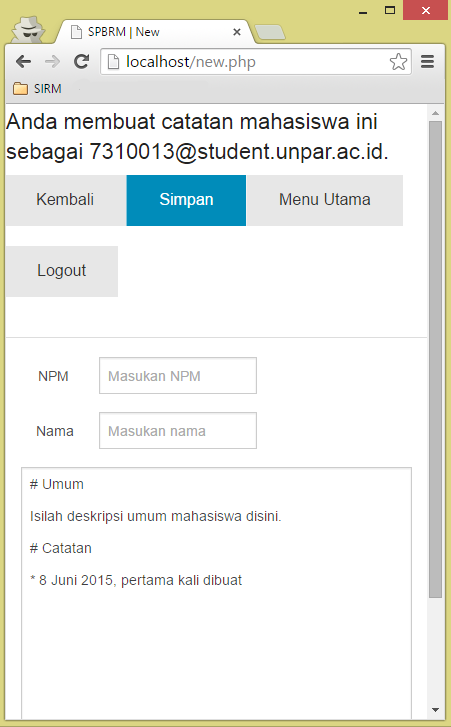 SPBRM | New
localhost/new.php
SIRM
Anda membuat catatan mahasiswa ini
sebagai 7310013@student.unpar.ac.id.
Kembali
Simpan
Menu Utama
Logout
NPM
Masukan NPM
Nama
Masukan nama
# Umum
Isilah deskripsi umum mahasiswa disini.
# Catatan
* 8 Juni 2015, pertama kali dibuat